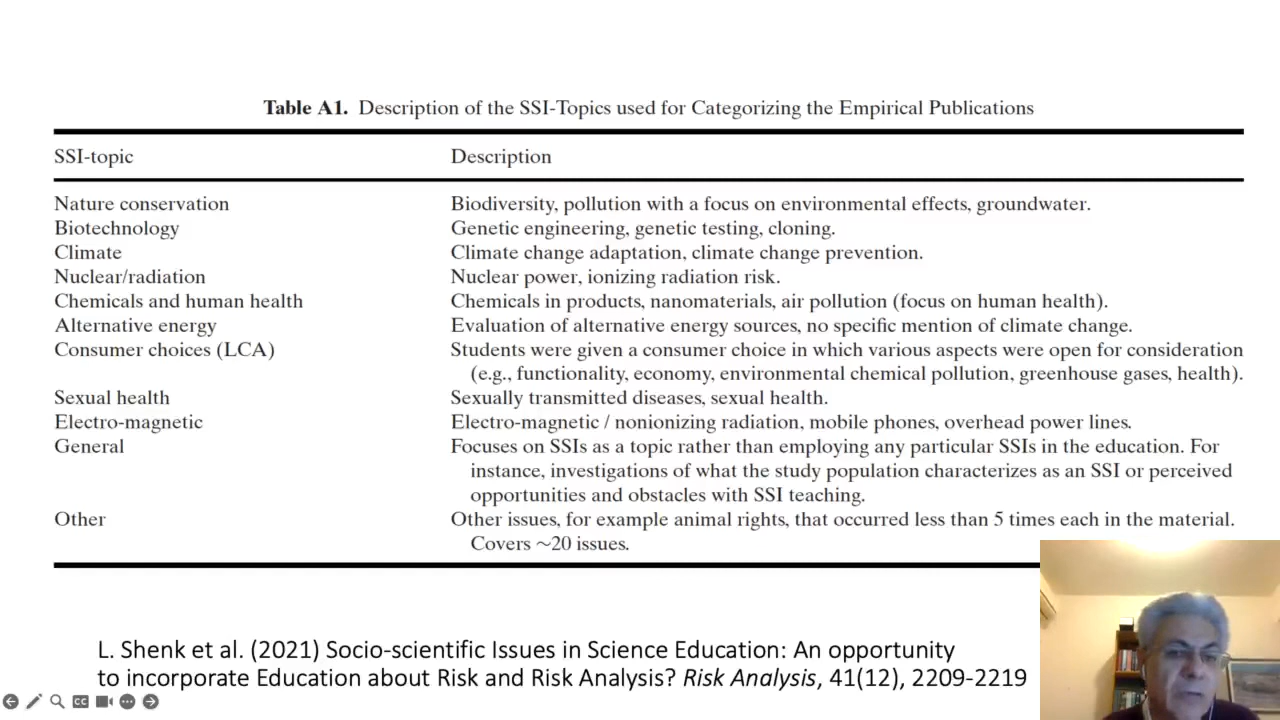 Table A1. Description of the SSI-Topics used for Categorizing the Empirical Publications
SSI-topic Description
Nature conservation Biodiversity, pollution with a focus on environmental effects, groundwater.
Biotechnology Genetic engineering, genetic testing, cloning.
Climate Climate change adaptation, climate change prevention.
Nuclear/radiation Nuclear power, ionizing radiation risk.
Chemicals and human health Chemicals in products, nanomaterials, air pollution (focus on human health).
Alternative energy Evaluation of alternative energy sources, no specific mention of climate change.
Consumer choices (LCA) Students were given a consumer choice in which various aspects were open for consideration
(e.g., functionality, economy, environmental chemical pollution, greenhouse gases, health).
Sexual health Sexually transmitted diseases, sexual health.
Electro-magnetic Electro-magnetic / nonionizing radiation, mobile phones, overhead power lines.
General Focuses on SSIs as a topic rather than employing any particular SSIs in the education. For
instance, investigations of what the study population characterizes as an SSI or perceived
opportunities and obstacles with SSI teaching.
Other Other issues, for example animal rights, that occurred less than 5 times each in the material.
Covers ~20 issues.
L. Shenk et al. (2021) Socio-scientific Issues in Science Education: An opportunity
to incorporate Education about Risk and Risk Analysis? Risk Analysis, 41(12), 2209-2219
CC